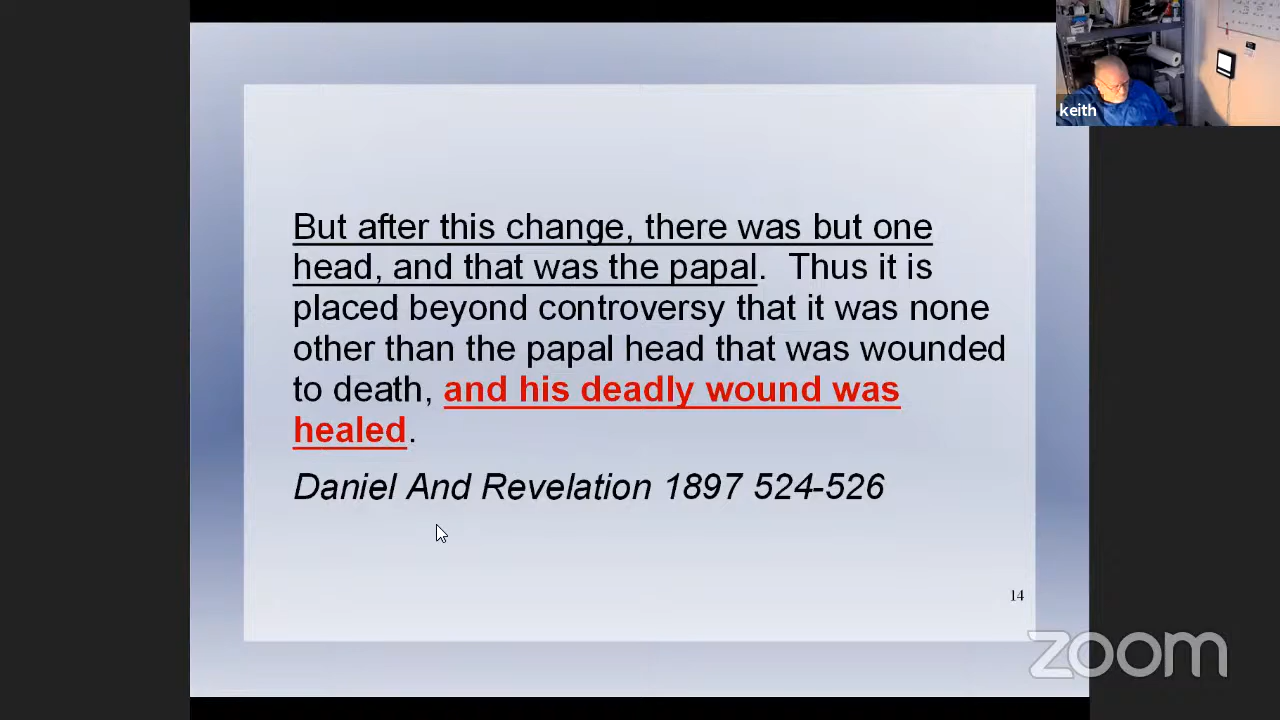 keith
But after this change, there was but one
head, and that was the papal.  Thus it is
placed beyond controversy that it was none
other than the papal head that was wounded
to death, and his deadly wound was
healed.
Daniel And Revelation 1897 524-526
14
zoom